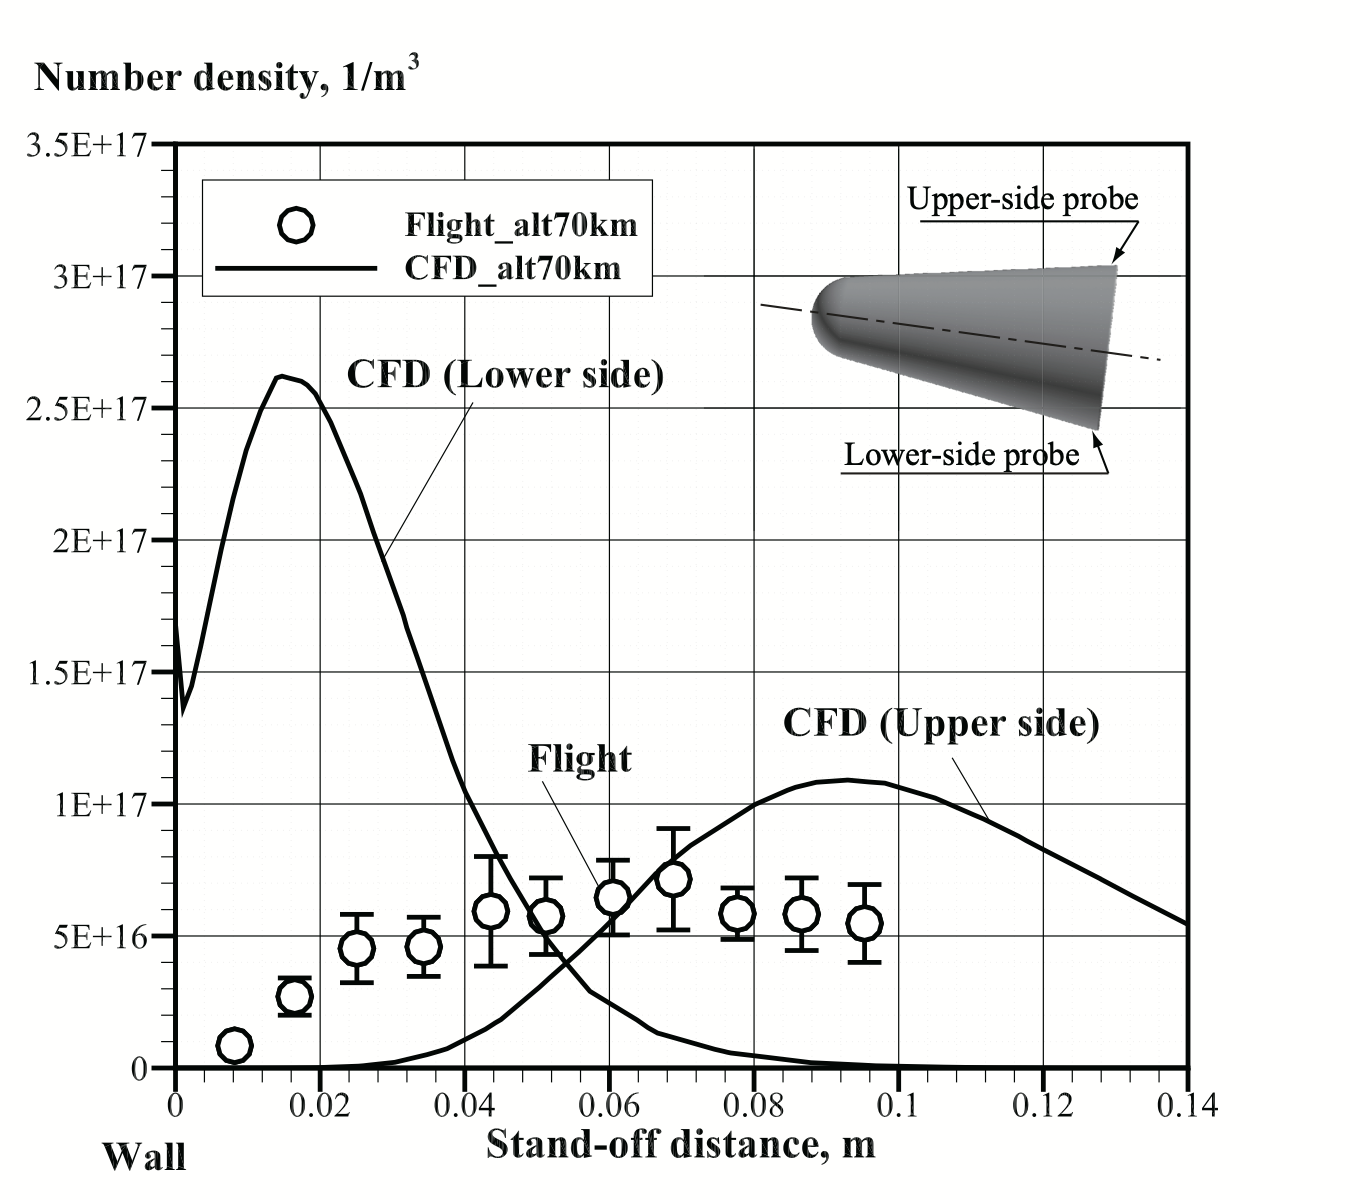 Number density, 1/m³
3.5E+17
3E+17
2.5E+17
2E+17
1.5E+17
1E+17
5E+16
0
Flight_alt70km
CFD_alt70km
Upper-side probe
Lower-side probe
CFD (Lower side)
CFD (Upper side)
Flight
0 0.02 0.04 0.06 0.08 0.1 0.12 0.14
Stand-off distance, m
Wall